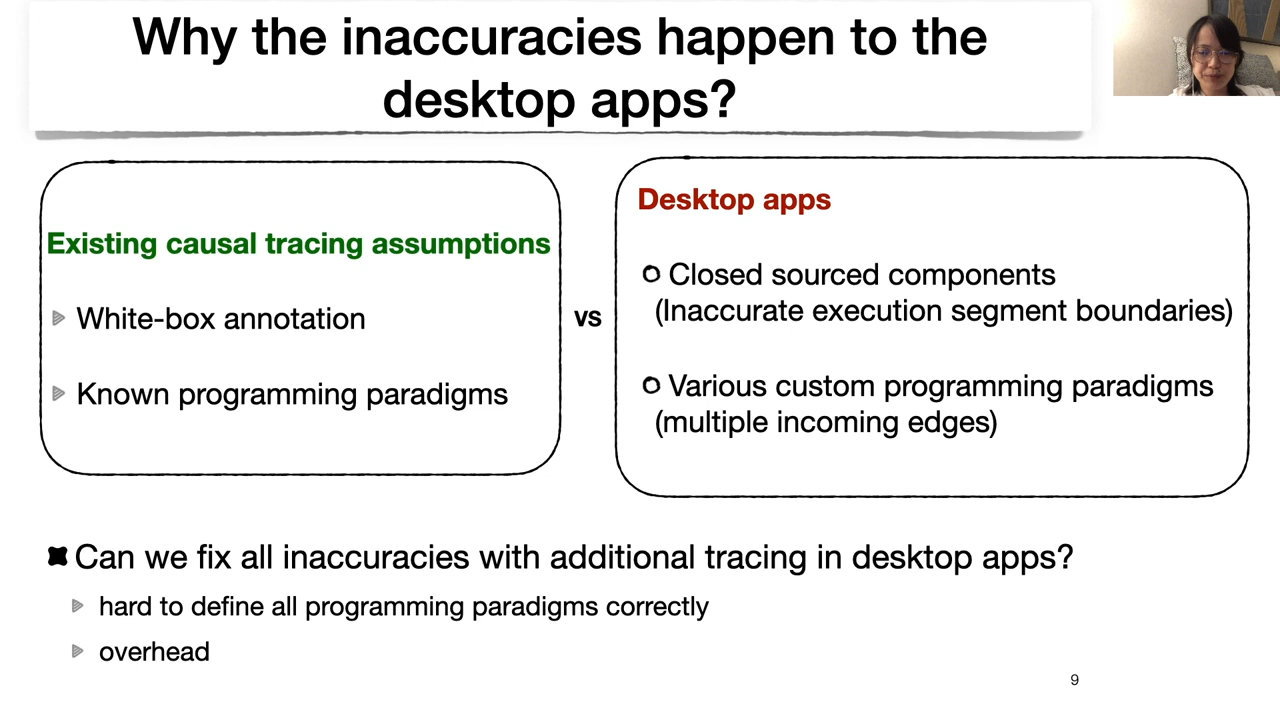 Why the inaccuracies happen to the
desktop apps?
Existing causal tracing assumptions
White-box annotation
Known programming paradigms
vs
Desktop apps
Closed sourced components
(Inaccurate execution segment boundaries)
Various custom programming paradigms
(multiple incoming edges)
Can we fix all inaccuracies with additional tracing in desktop apps?
hard to define all programming paradigms correctly
overhead
9